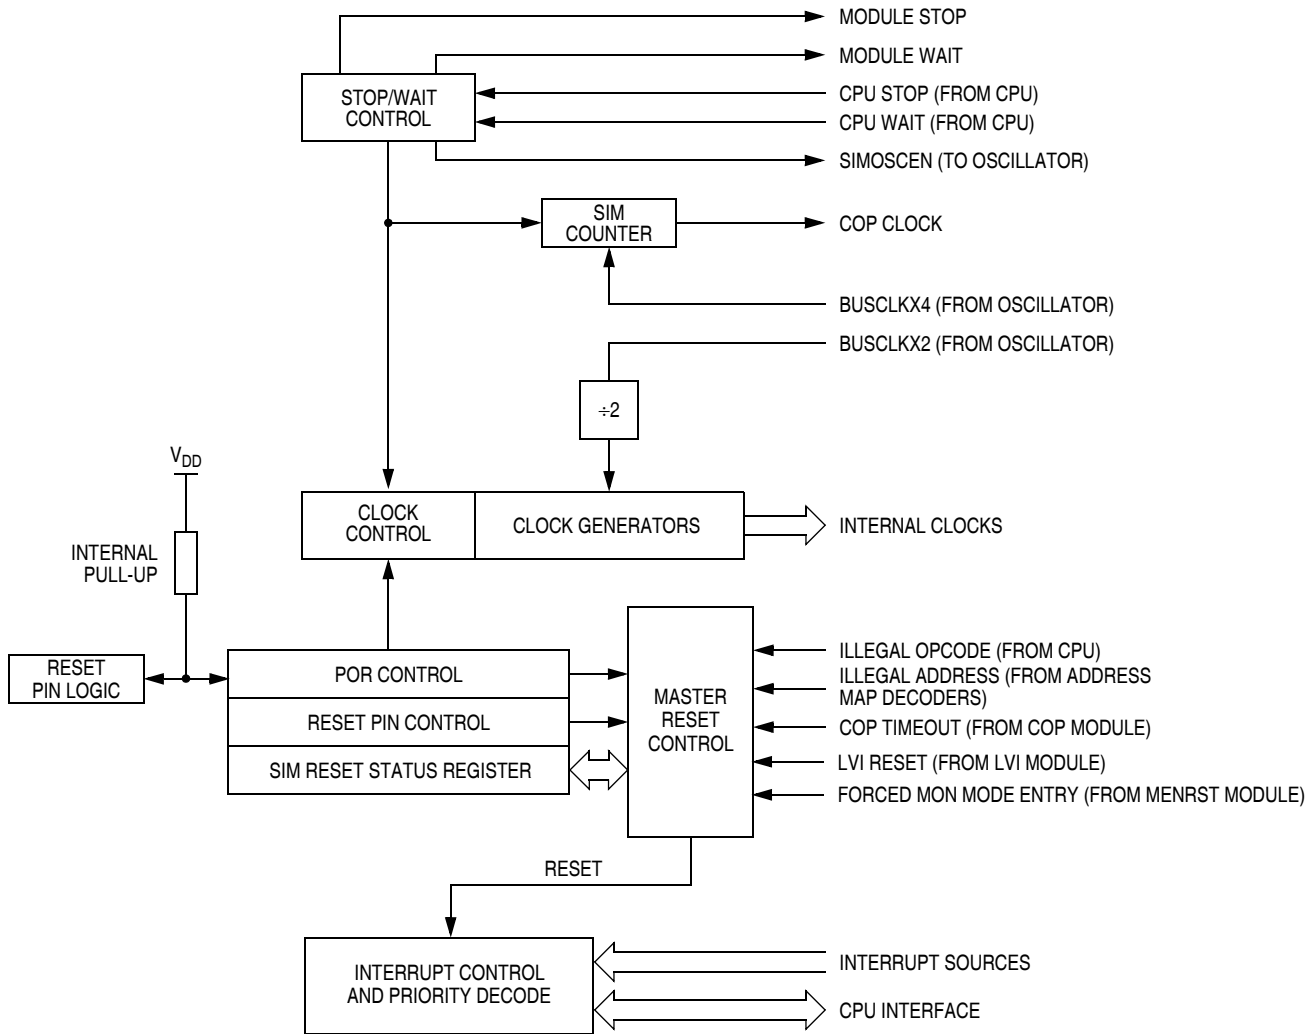 MODULE STOP
MODULE WAIT
STOP/WAIT
CONTROL
CPU STOP (FROM CPU)
CPU WAIT (FROM CPU)
SIMOSCEN (TO OSCILLATOR)
SIM
COUNTER
COP CLOCK
BUSCLKX4 (FROM OSCILLATOR)
BUSCLKX2 (FROM OSCILLATOR)
÷2
VDD
CLOCK
CONTROL
CLOCK GENERATORS
INTERNAL CLOCKS
INTERNAL
PULL-UP
RESET
PIN LOGIC
POR CONTROL
RESET PIN CONTROL
SIM RESET STATUS REGISTER
MASTER
RESET
CONTROL
ILLEGAL OPCODE (FROM CPU)
ILLEGAL ADDRESS (FROM ADDRESS
MAP DECODERS)
COP TIMEOUT (FROM COP MODULE)
LVI RESET (FROM LVI MODULE)
FORCED MON MODE ENTRY (FROM MENRST MODULE)
RESET
INTERRUPT CONTROL
AND PRIORITY DECODE
INTERRUPT SOURCES
CPU INTERFACE